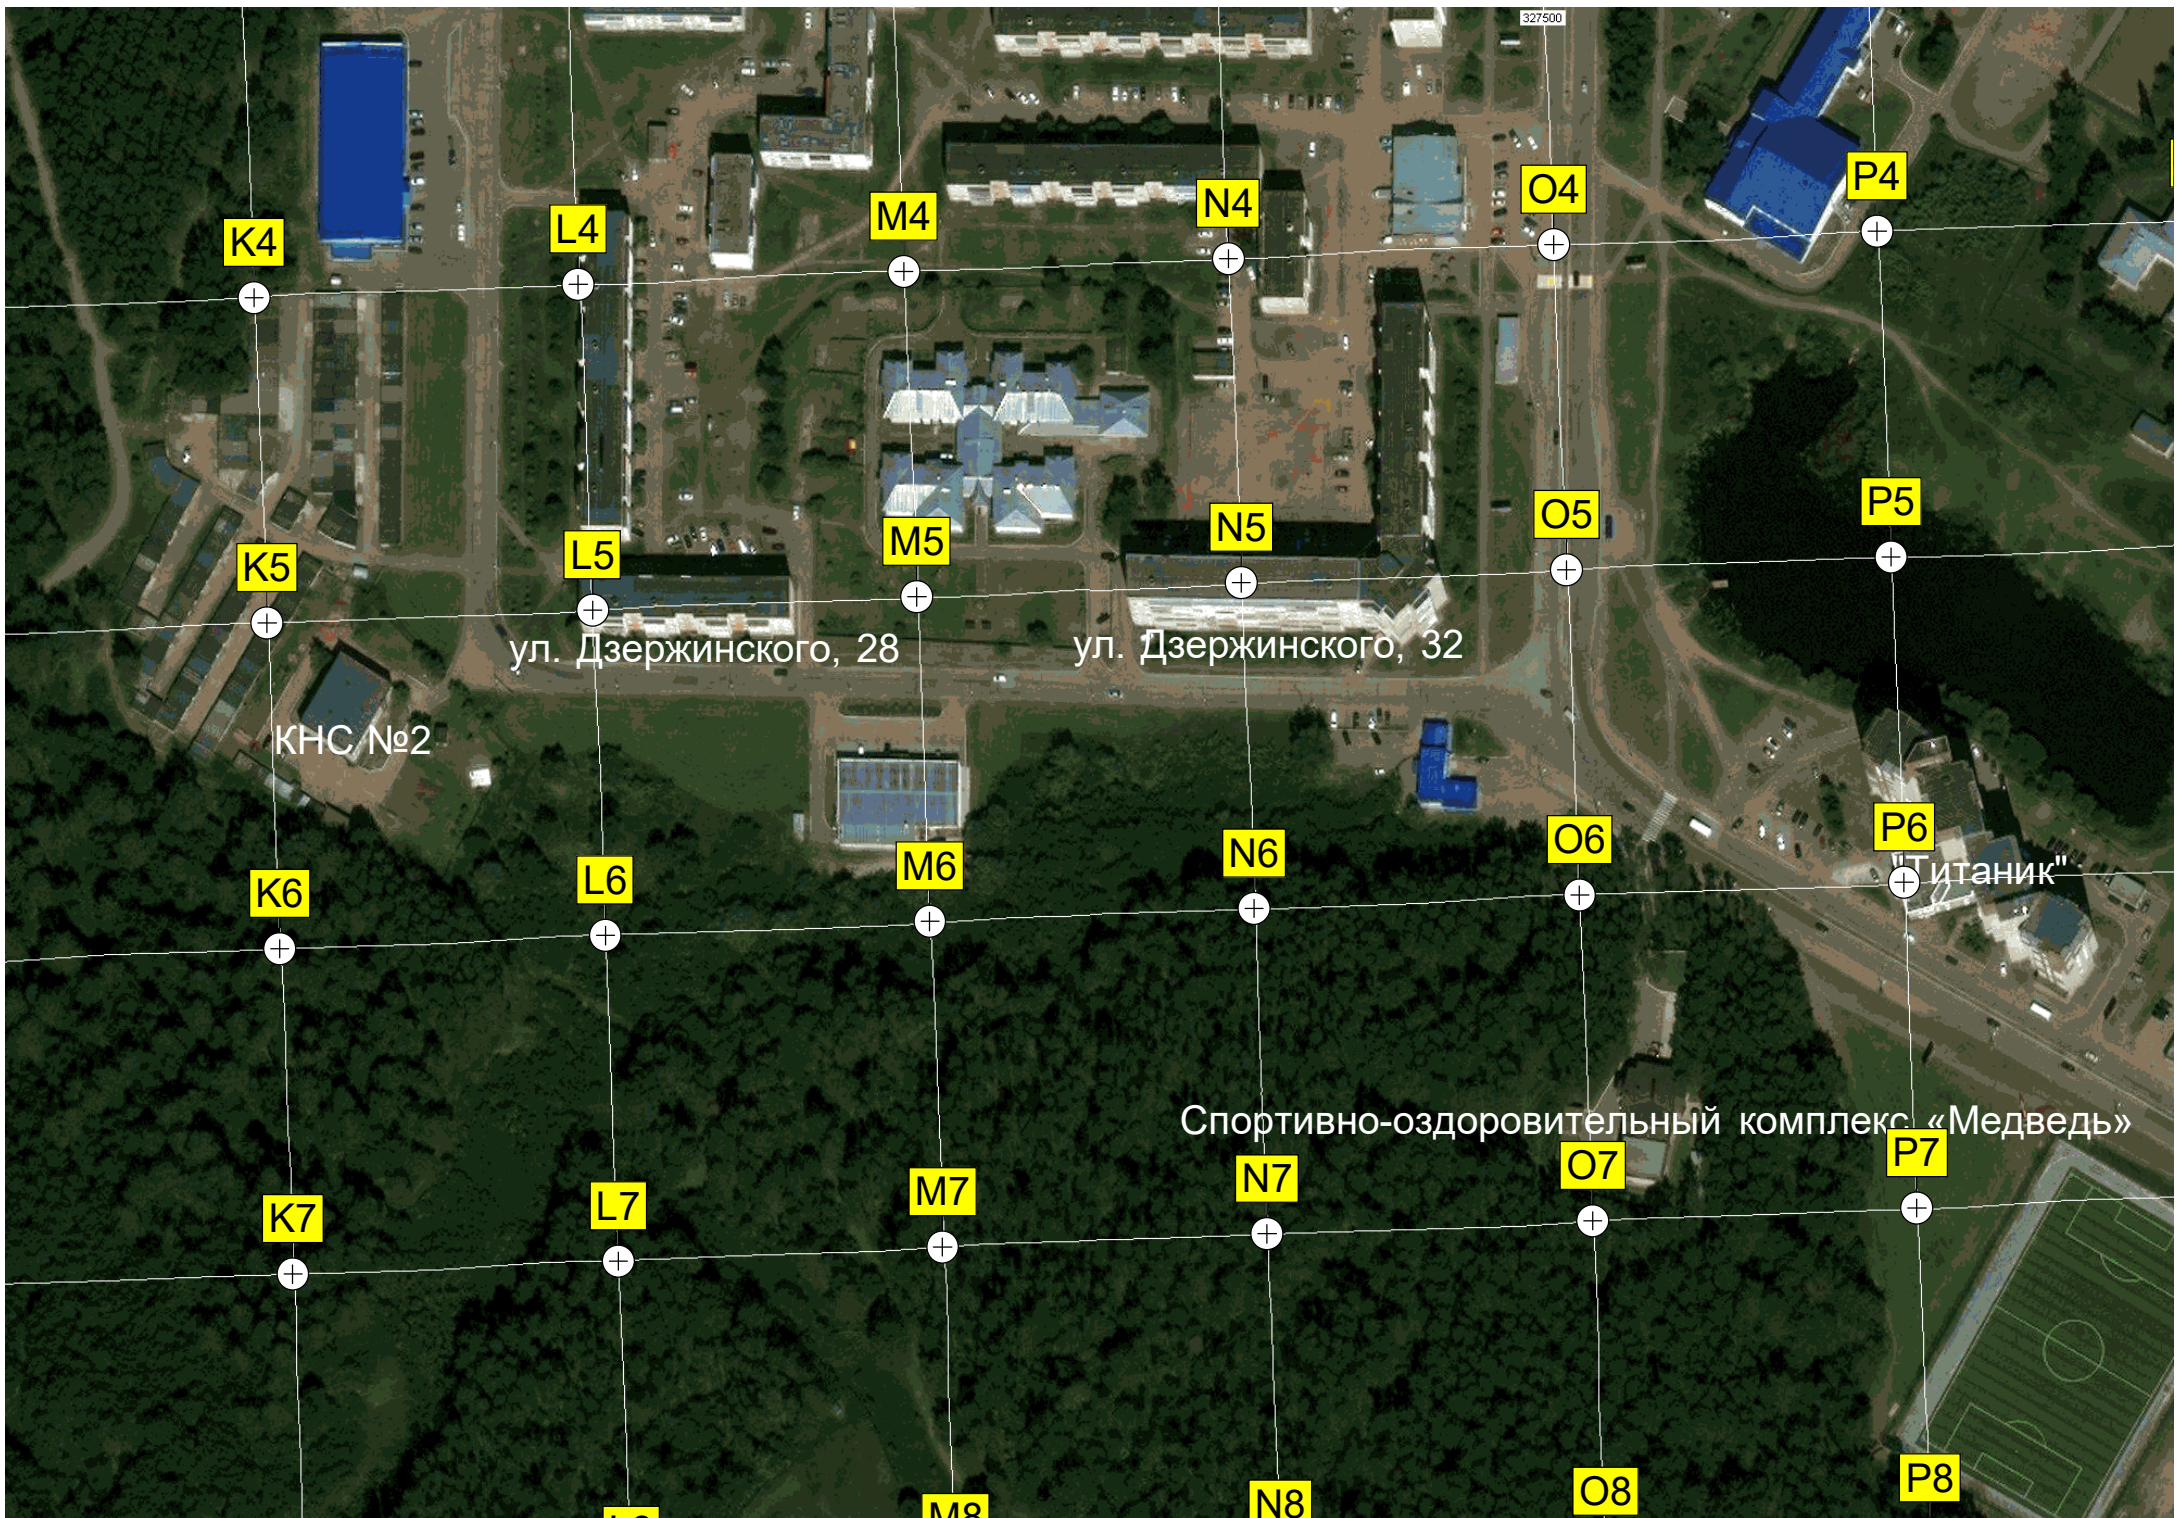 327500
K4
L4
M4
N4
O4
P4
K5
L5
M5
N5
O5
P5
ул. Дзержинского, 28
ул. Дзержинского, 32
КНС №2
K6
L6
M6
N6
O6
P6
"Титаник"
Спортивно-оздоровительный комплекс «Медведь»
K7
L7
M7
N7
O7
P7
M8
N8
O8
P8